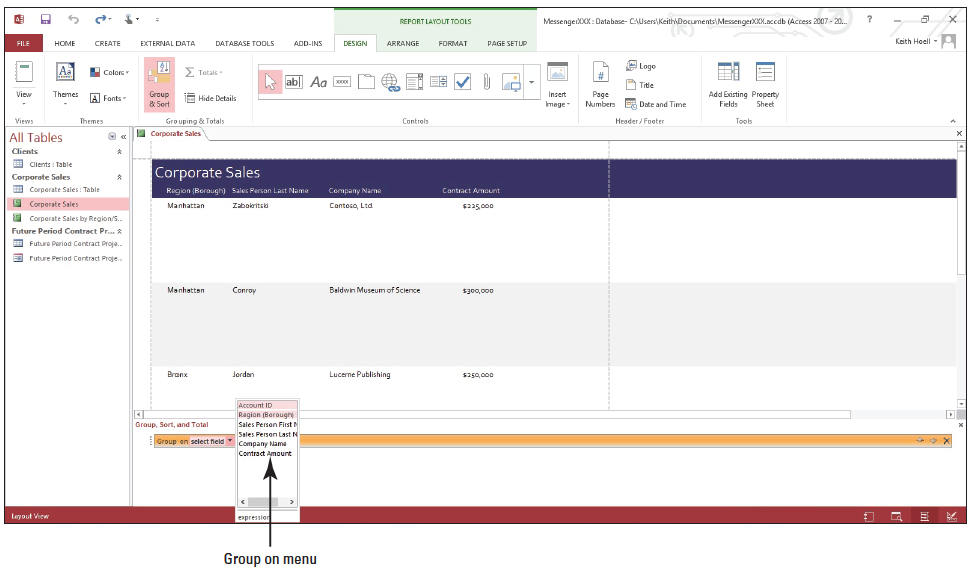 REPORT LAYOUT TOOLS
MessengerXXX : Database- C:\Users\Keith\Documents\MessengerXXX.accdb (Access 2007 - 20...
?
FILE HOME CREATE EXTERNAL DATA DATABASE TOOLS ADD-INS DESIGN ARRANGE FORMAT PAGE SETUP
Keith Hoell
View
Views
Aa
Themes
Colors
A Fonts
Themes
Group & Sort
Σ Totals
Hide Details
Grouping & Totals
ab
Aa
XXXX
Controls
Insert Image
#
Page Numbers
Logo
Title
Date and Time
Header / Footer
Add Existing Fields
Property Sheet
Tools
All Tables
Clients
Clients : Table
Corporate Sales
Corporate Sales : Table
Corporate Sales
Corporate Sales by Region/S...
Future Period Contract Pr...
Future Period Contract Proje...
Future Period Contract Proje...
Corporate Sales
Corporate Sales
Region (Borough) Sales Person Last Name Company Name Contract Amount
Manhattan Zabokritski Contoso, Ltd. $225,000
Manhattan Conroy Baldwin Museum of Science $300,000
Bronx Jordan Lucerne Publishing $250,000
Group, Sort, and Total
Group on select field
Account ID
Region (Borough)
Sales Person First N
Sales Person Last N
Company Name
Contract Amount
expression
Layout View
Group on menu